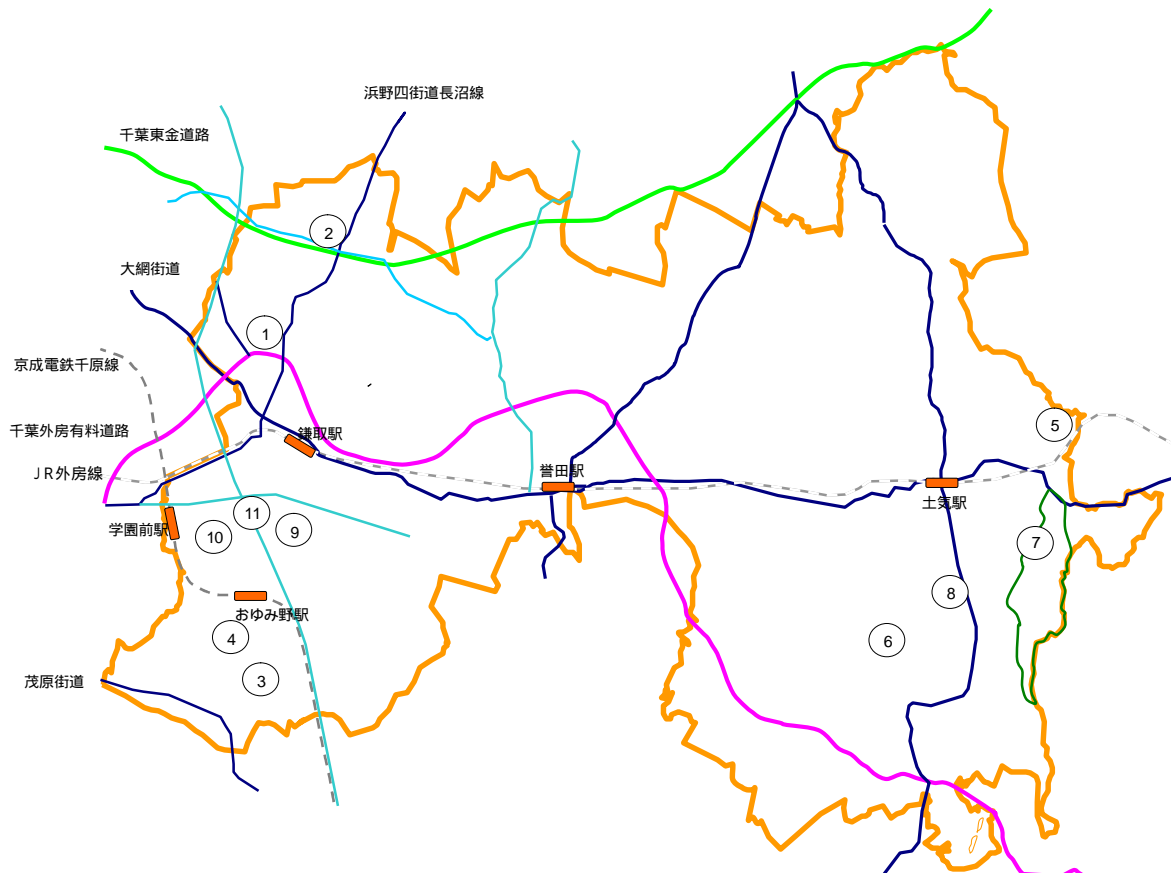 浜野四街道長沼線
千葉東金道路
2
大網街道
1
京成電鉄千原線
5
千葉外房有料道路
鎌取駅
JR外房線
誉田駅
土気駅
11
学園前駅
10
9
7
8
おゆみ野駅
4
6
3
茂原街道